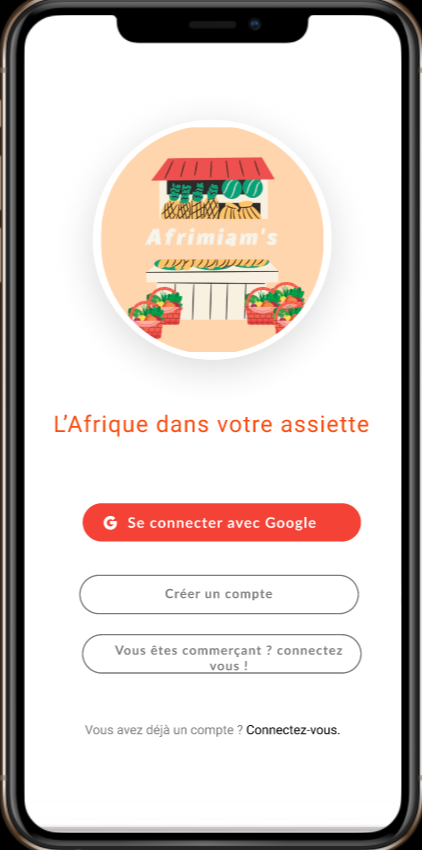 Afrimiam's
L’Afrique dans votre assiette
G Se connecter avec Google
Créer un compte
Vous êtes commerçant ? connectez
vous !
Vous avez déjà un compte ? Connectez-vous.